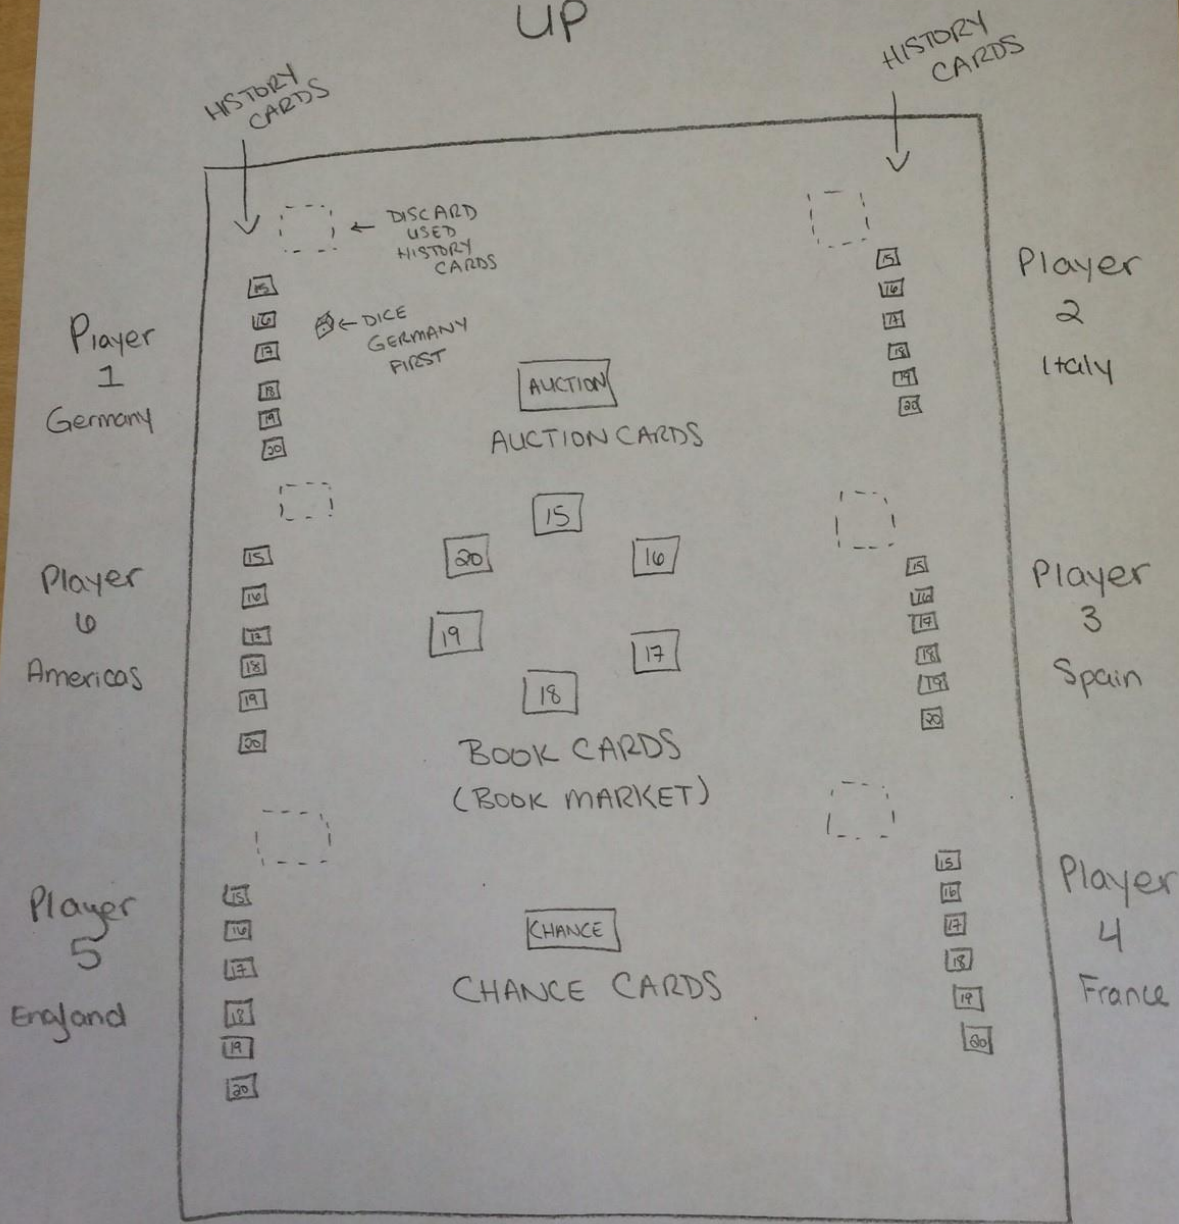 UP
HISTORY
CARDS
HISTORY
CARDS
DISCARD
USED
HISTORY
CARDS
15
16
17
18
19
20
DICE
GERMANY
FIRST
Player
1
Germany
15
16
17
18
19
20
Player
2
Italy
AUCTION
AUCTION CARDS
15
16
17
18
19
20
BOOK CARDS
(BOOK MARKET)
15
16
17
18
19
20
Player
6
Americas
15
16
17
18
19
20
Player
3
Spain
15
16
17
18
19
20
Player
5
England
CHANCE
CHANCE CARDS
15
16
17
18
19
20
Player
4
France